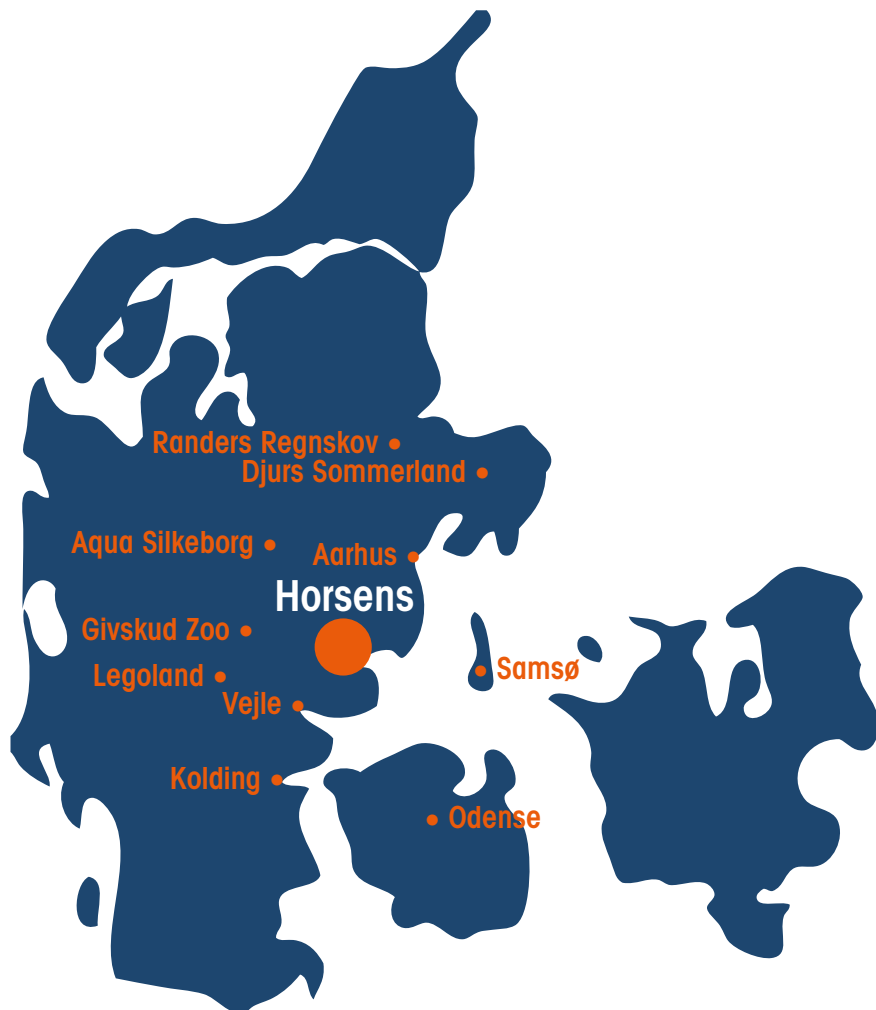 Randers Regnskov
Djurs Sommerland
Aqua Silkeborg
Aarhus
Horsens
Givskud Zoo
Samsø
Legoland
Vejle
Kolding
Odense